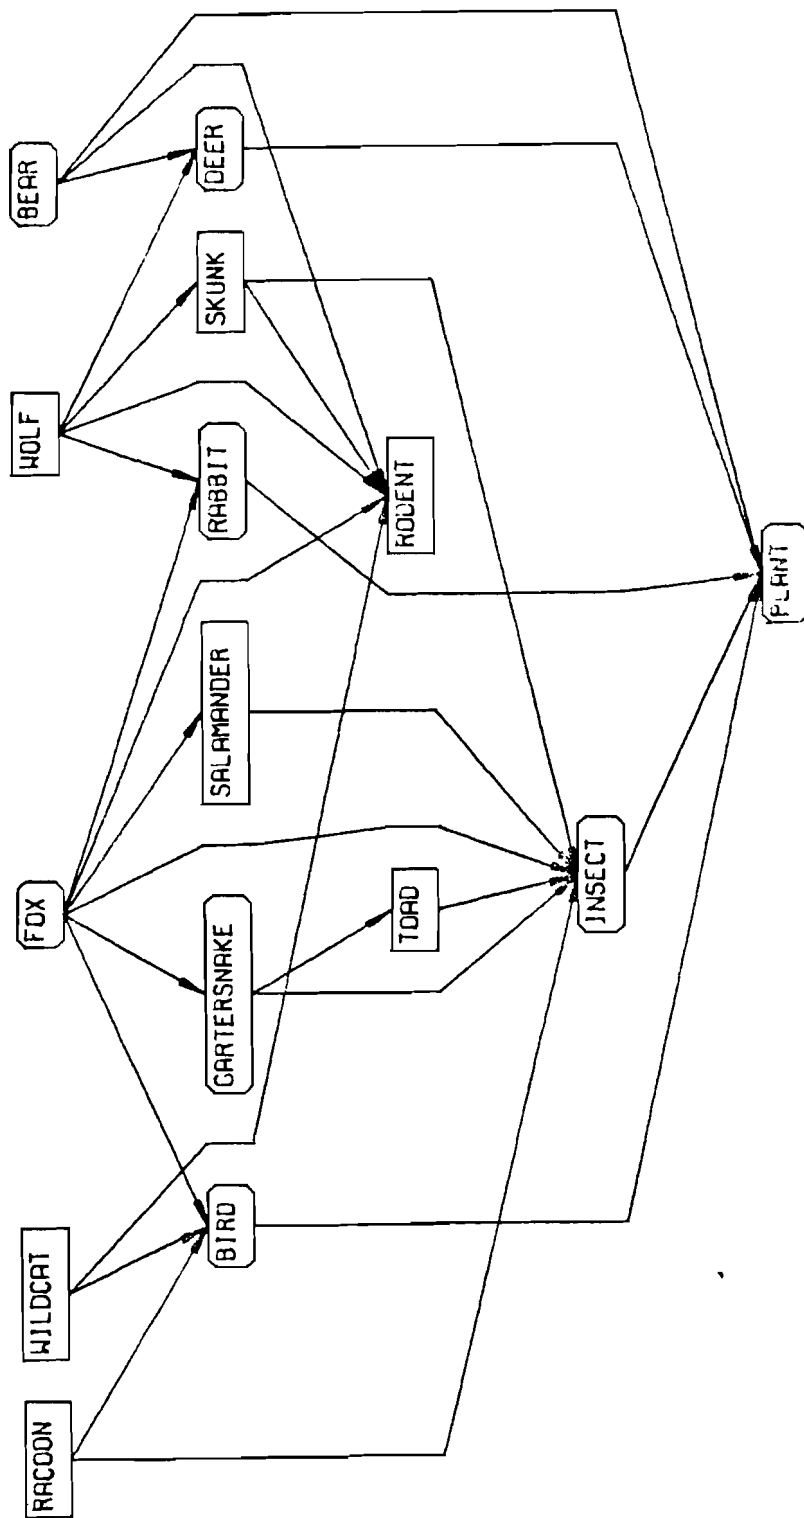 RACOON
WILDCAT
FOX
WOLF
BEAR
BIRD
GARTERSNAKE
SALAMANDER
RABBIT
SKUNK
DEER
TOAD
RODENT
INSECT
PLANT